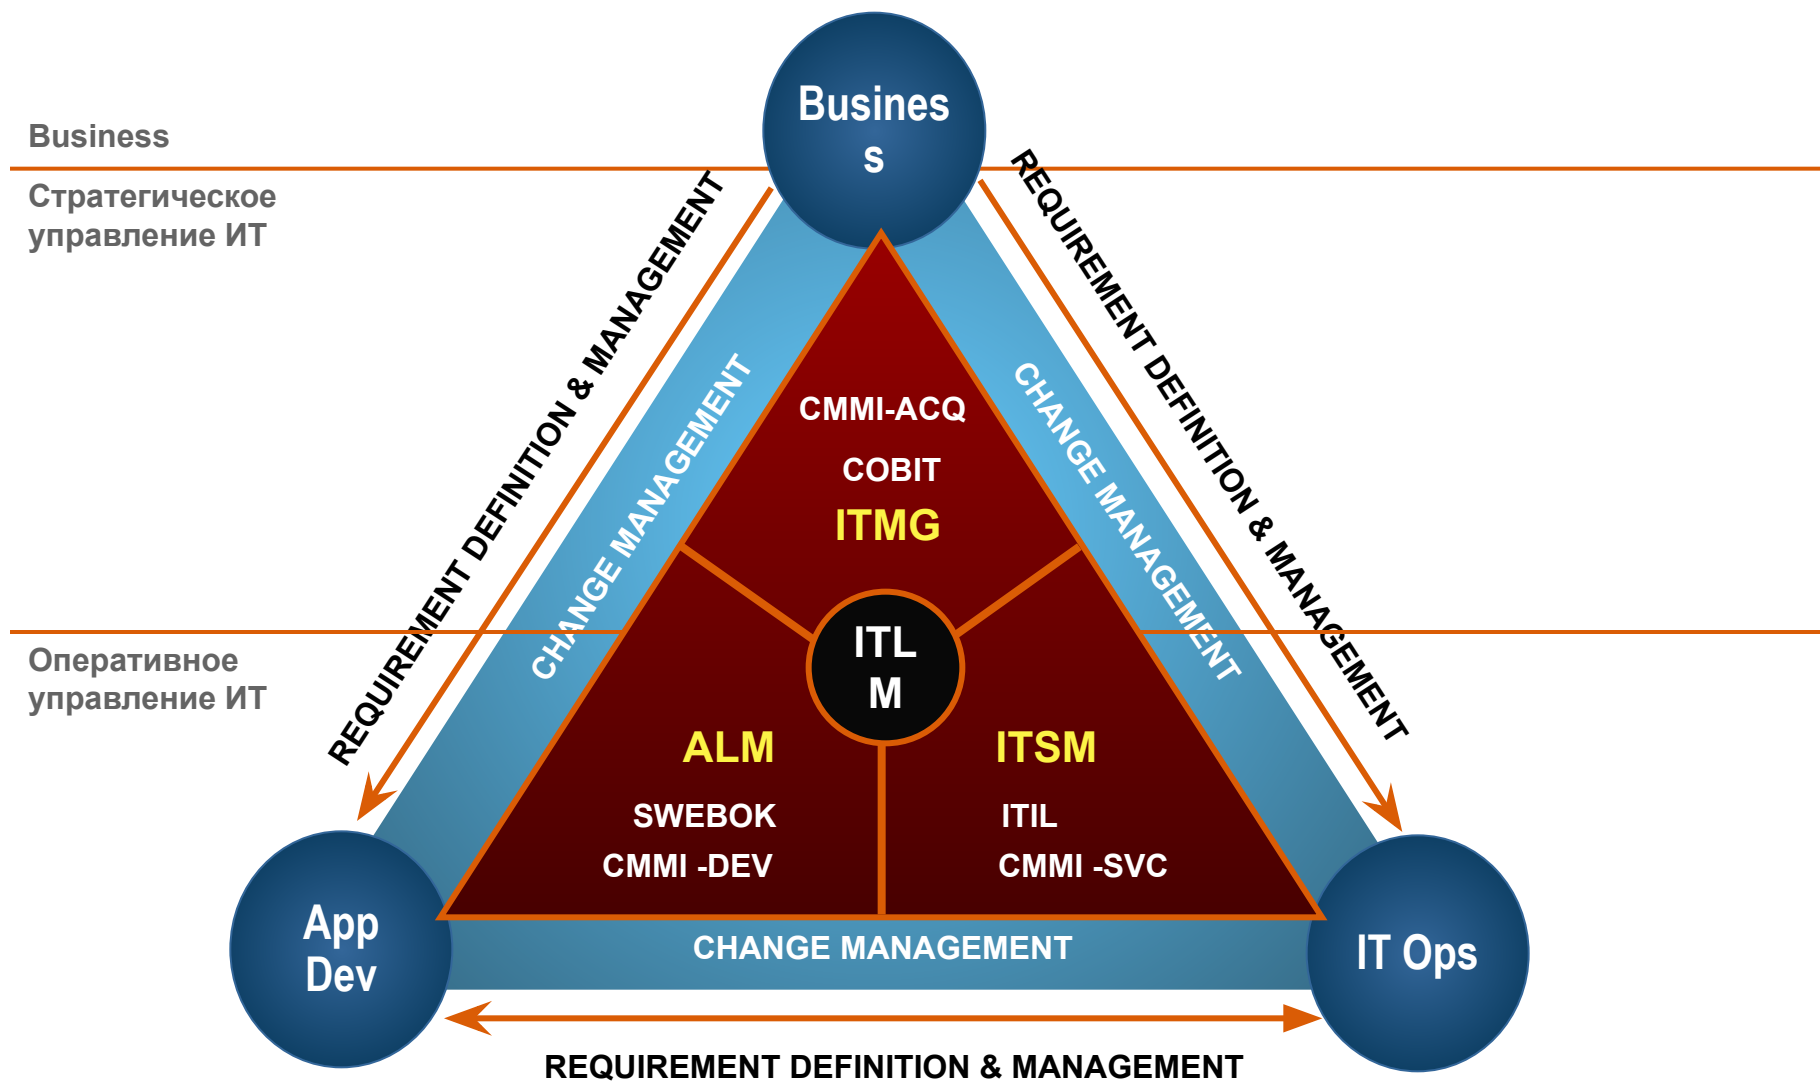 Busines
s
Business
Стратегическое
управление ИТ
REQUIREMENT DEFINITION & MANAGEMENT
REQUIREMENT DEFINITION & MANAGEMENT
CHANGE MANAGEMENT
CHANGE MANAGEMENT
CMMI-ACQ
COBIT
ITMG
ITL
M
Оперативное
управление ИТ
ALM
SWEBOK
CMMI -DEV
ITSM
ITIL
CMMI -SVC
App
Dev
CHANGE MANAGEMENT
IT Ops
REQUIREMENT DEFINITION & MANAGEMENT